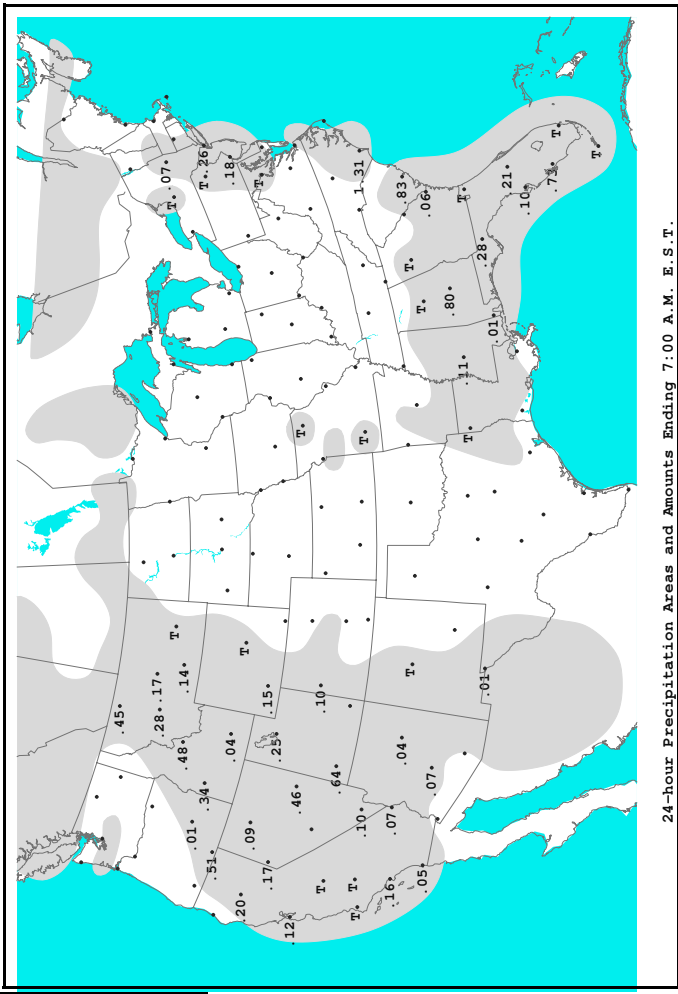 .45
.28
.17
.07
T
T
.48
.14
.01
.26
T
.34
.51
.04
.18
.20
T
.09
T
.17
.15
.25
.12
.46
T
T
.10
.64
T
T
1.31
.10
T
.16
.07
.04
.83
T
T
.05
T
.06
.07
.80
T
.11
T
.28
.01
.01
.21
.10
T
T
24-hour Precipitation Areas and Amounts Ending 7:00 A.M. E.S.T.